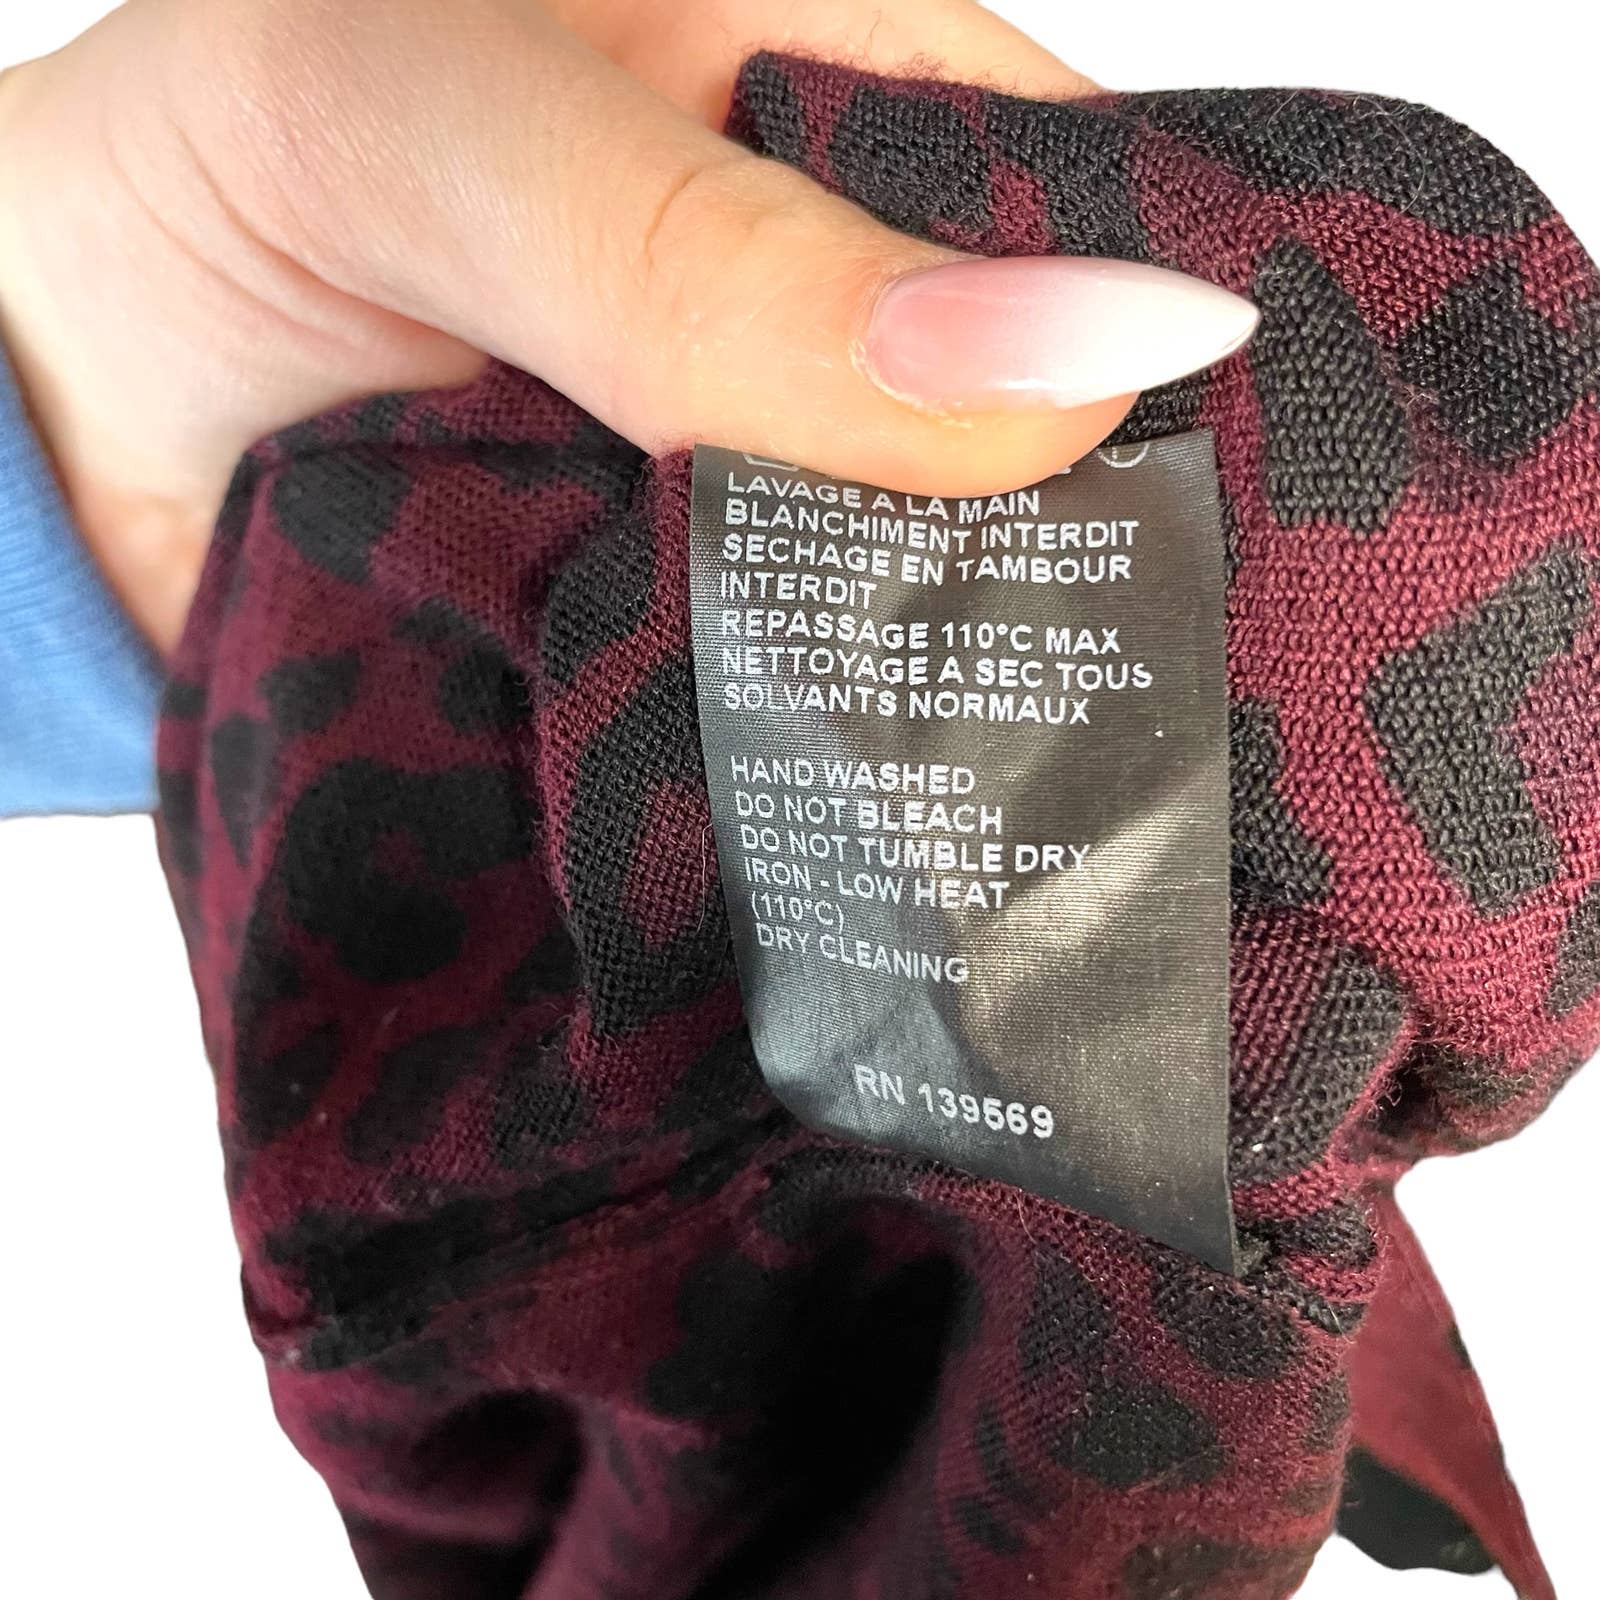 LAVAGE A LA MAIN
BLANCHIMENT INTERDIT
SECHAGE EN TAMBOUR
INTERDIT
REPASSAGE 110°C MAX
NETTOYAGE A SEC TOUS
SOLVANTS NORMAUX
HAND WASHED
DO NOT BLEACH
DO NOT TUMBLE DRY
IRON - LOW HEAT
(110°C)
DRY CLEANING
RN 139569